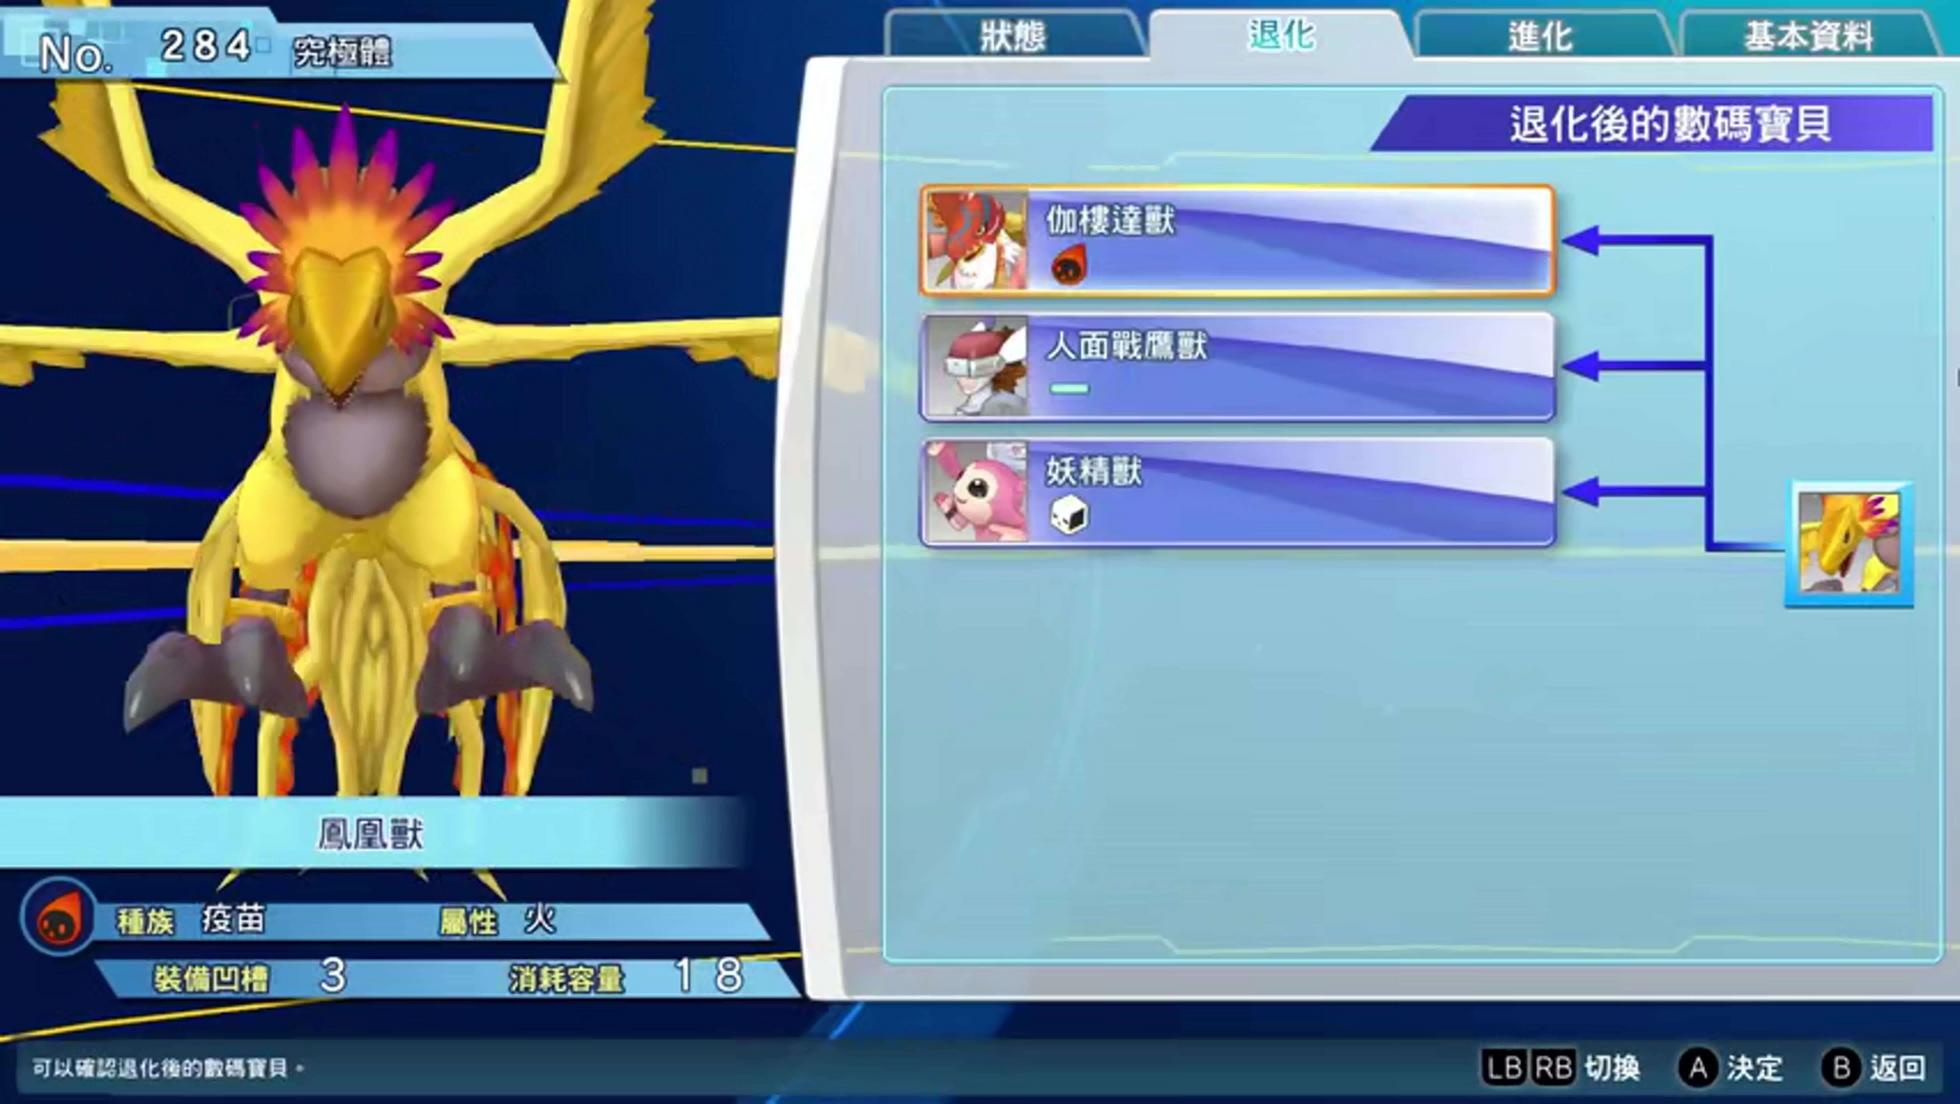 No. 284 究極體
狀態 退化 進化 基本資料
退化後的數碼寶貝
伽樓達獸
人面戰鷹獸
妖精獸
鳳凰獸
種族 疫苗 屬性 火
裝備凹槽 3 消耗容量 18
可以確認退化後的數碼寶貝。
LB RB 切換 A 決定 B 返回